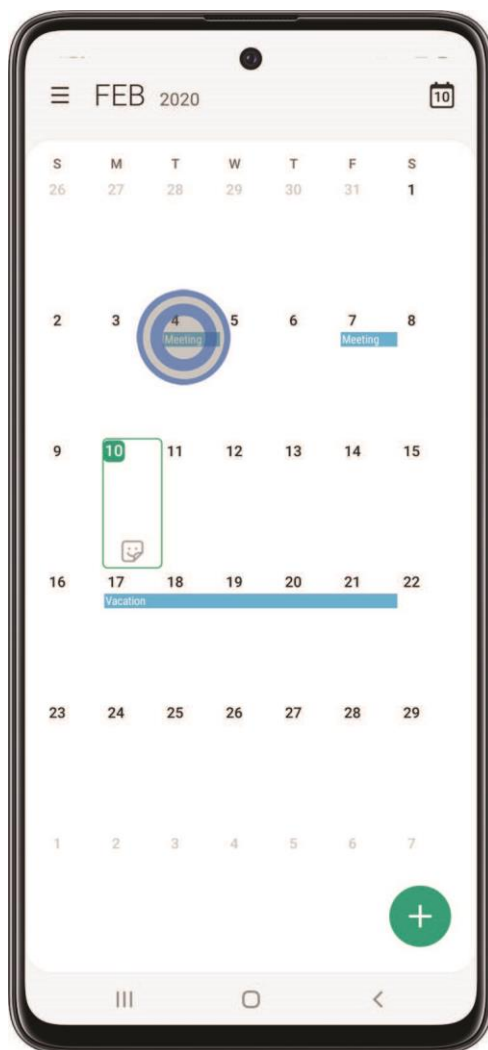 FEB 2020
10
S M T W T F S
26 27 28 29 30 31 1
2 3 4 5 6 7 8
Meeting Meeting
9 10 11 12 13 14 15
16 17 18 19 20 21 22
Vacation
23 24 25 26 27 28 29
1 2 3 4 5 6 7